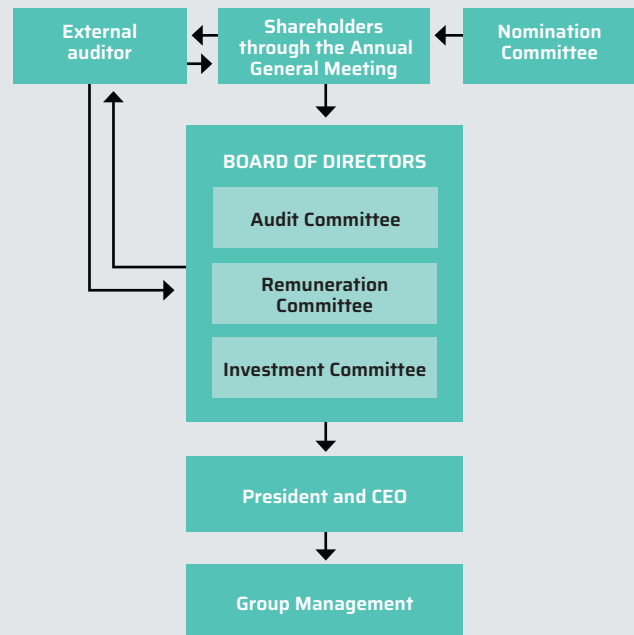 External
auditor
Shareholders
through the Annual
General Meeting
Nomination
Committee
BOARD OF DIRECTORS
Audit Committee
Remuneration
Committee
Investment Committee
President and CEO
Group Management